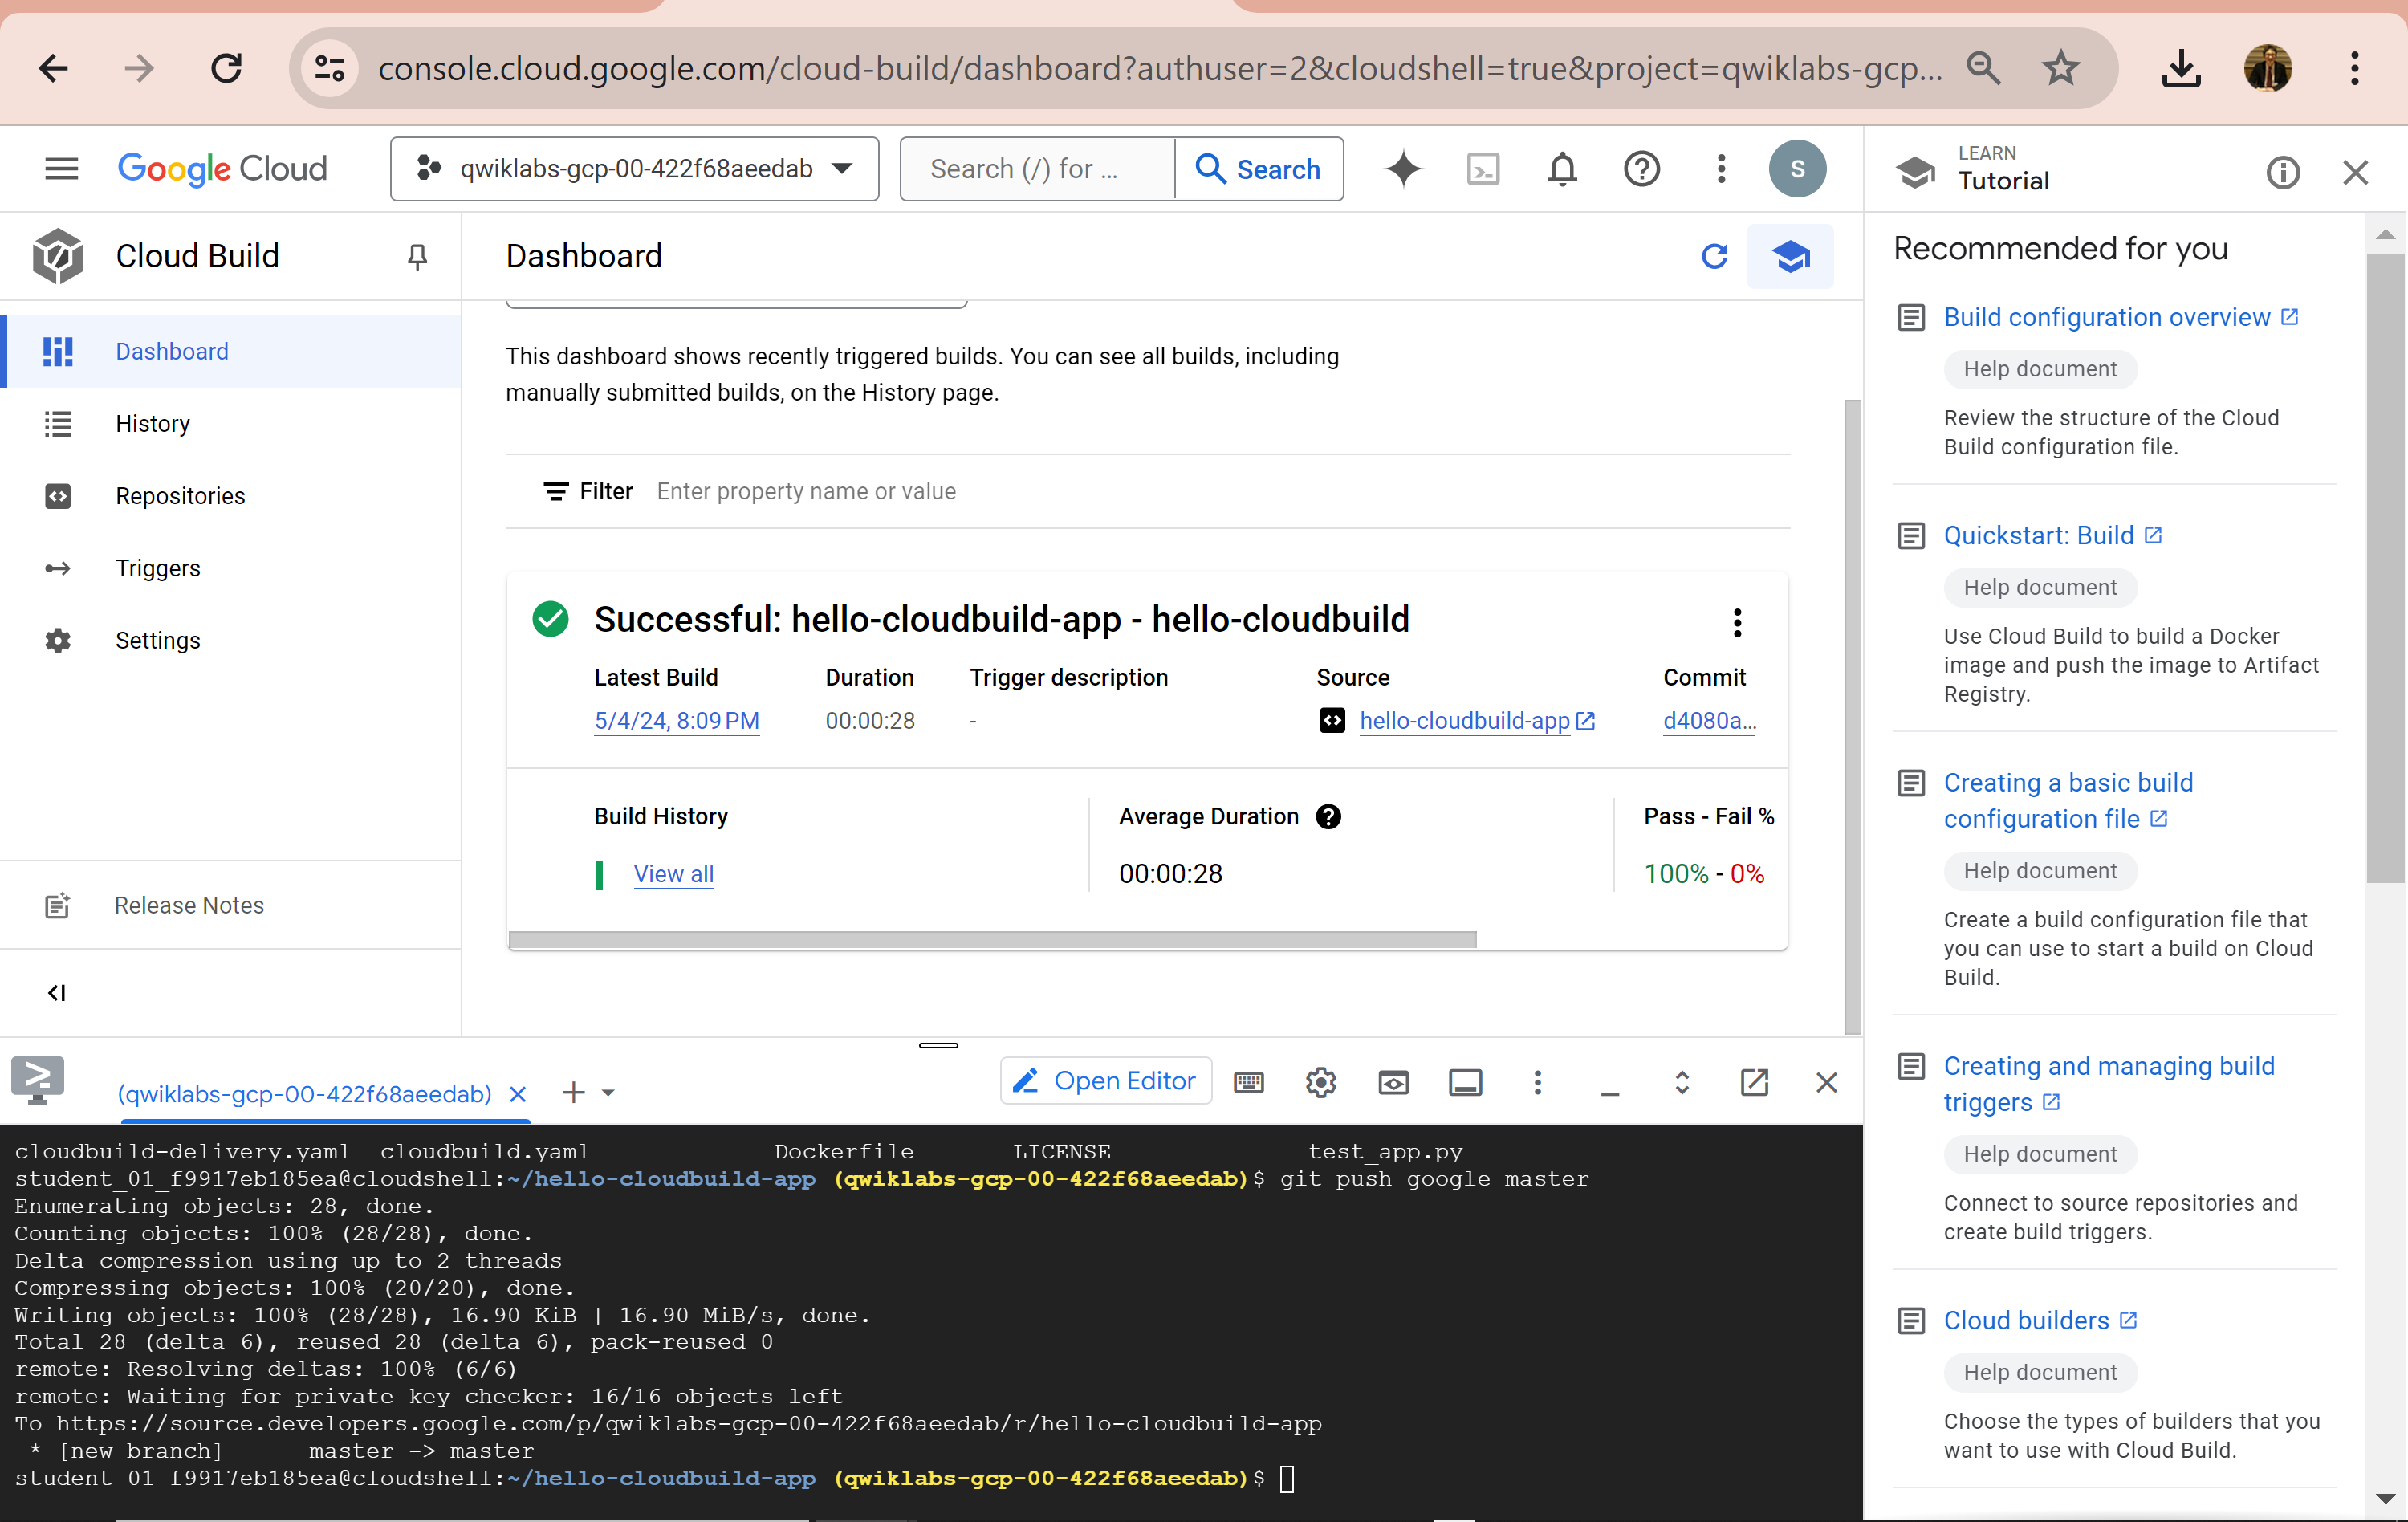 console.cloud.google.com/cloud-build/dashboard?authuser=2&cloudshell=true&project=qwiklabs-gcp...
Google Cloud
qwiklabs-gcp-00-422f68aeedab
Search (/) for ...
Search
S
LEARN
Tutorial
Cloud Build
Dashboard
History
Repositories
Triggers
Settings
Release Notes
Dashboard
This dashboard shows recently triggered builds. You can see all builds, including
manually submitted builds, on the History page.
Filter Enter property name or value
Successful: hello-cloudbuild-app - hello-cloudbuild
Latest Build Duration Trigger description Source Commit
5/4/24, 8:09 PM 00:00:28 - hello-cloudbuild-app d4080a...
Build History Average Duration Pass - Fail %
View all 00:00:28 100% - 0%
Recommended for you
Build configuration overview
Help document
Review the structure of the Cloud
Build configuration file.
Quickstart: Build
Help document
Use Cloud Build to build a Docker
image and push the image to Artifact
Registry.
Creating a basic build
configuration file
Help document
Create a build configuration file that
you can use to start a build on Cloud
Build.
Creating and managing build
triggers
Help document
Connect to source repositories and
create build triggers.
Cloud builders
Help document
Choose the types of builders that you
want to use with Cloud Build.
(qwiklabs-gcp-00-422f68aeedab)
Open Editor
cloudbuild-delivery.yaml cloudbuild.yaml Dockerfile LICENSE test_app.py
student_01_f9917eb185ea@cloudshell:~/hello-cloudbuild-app (qwiklabs-gcp-00-422f68aeedab)$ git push google master
Enumerating objects: 28, done.
Counting objects: 100% (28/28), done.
Delta compression using up to 2 threads
Compressing objects: 100% (20/20), done.
Writing objects: 100% (28/28), 16.90 KiB | 16.90 MiB/s, done.
Total 28 (delta 6), reused 28 (delta 6), pack-reused 0
remote: Resolving deltas: 100% (6/6)
remote: Waiting for private key checker: 16/16 objects left
To https://source.developers.google.com/p/qwiklabs-gcp-00-422f68aeedab/r/hello-cloudbuild-app
* [new branch] master -> master
student_01_f9917eb185ea@cloudshell:~/hello-cloudbuild-app (qwiklabs-gcp-00-422f68aeedab)$